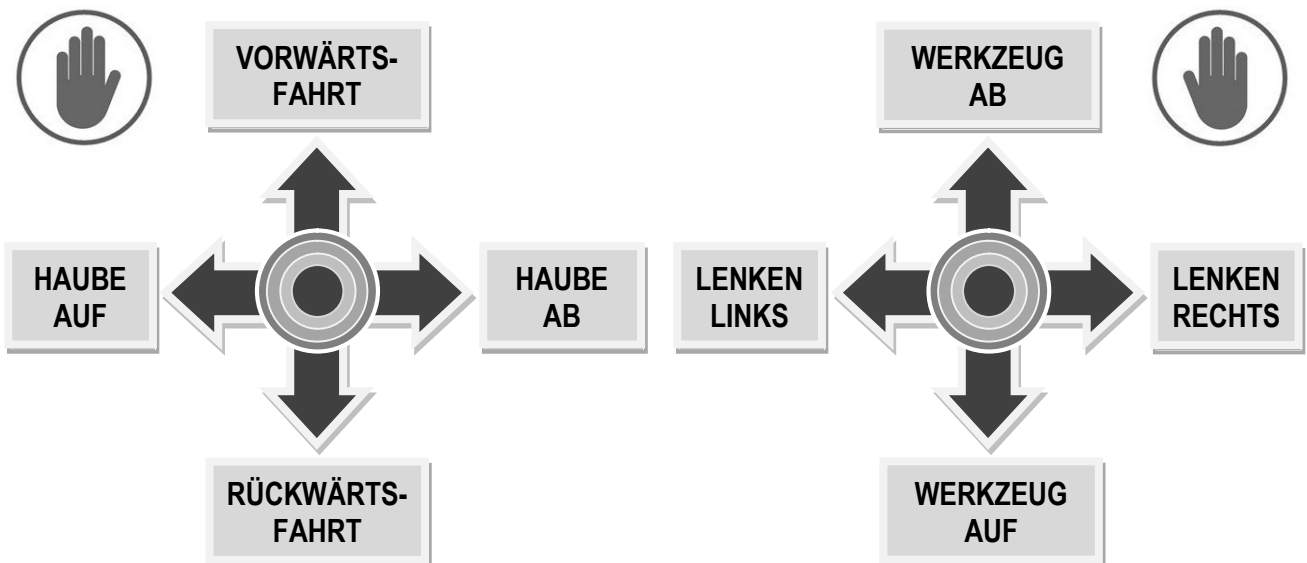 VORWÄRTS-
FAHRT
HAUBE
AUF
HAUBE
AB
RÜCKWÄRTS-
FAHRT
WERKZEUG
AB
LENKEN
LINKS
LENKEN
RECHTS
WERKZEUG
AUF